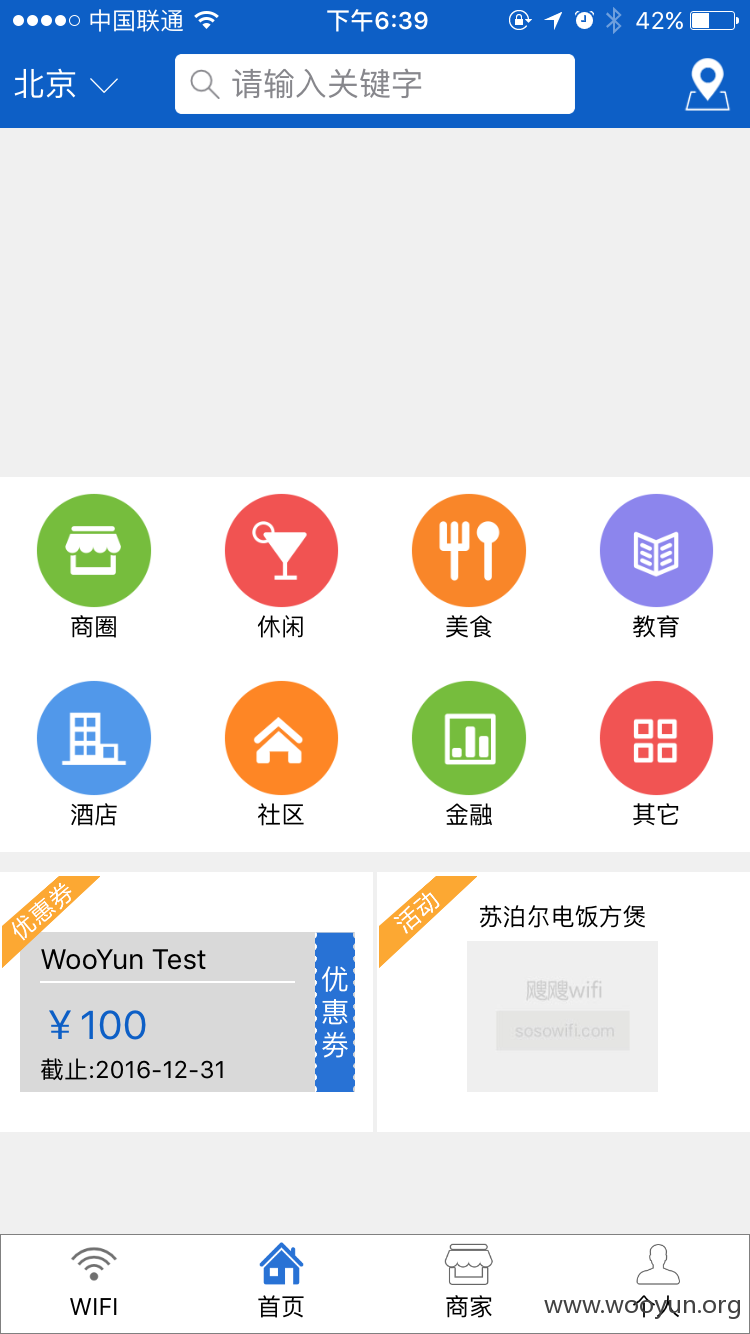 中国联通 下午6:39 42%
北京 请输入关键字
商圈 休闲 美食 教育
酒店 社区 金融 其它
优惠券
WooYun Test
￥100
截止:2016-12-31
优惠券
活动
苏泊尔电饭方煲
飕飕wifi
sosowifi.com
WIFI 首页 商家 个人
www.wooyun.org